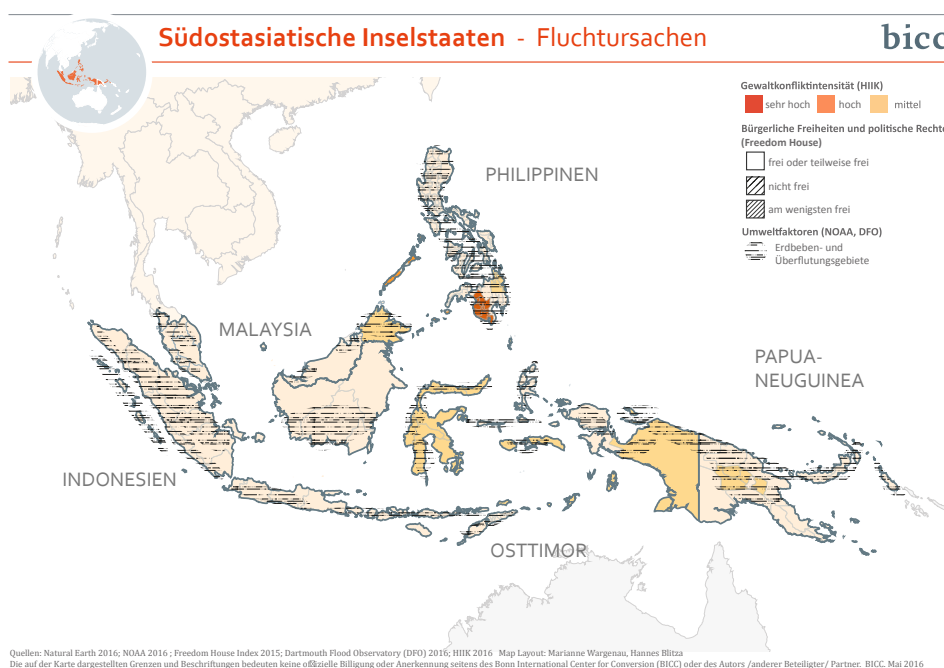 Südostasiatische Inselstaaten - Fluchtursachen
bicc
Gewaltkonfliktintensität (HIIK)
sehr hoch hoch mittel
Bürgerliche Freiheiten und politische Rechte
(Freedom House)
frei oder teilweise frei
nicht frei
am wenigsten frei
Umweltfaktoren (NOAA, DFO)
Erdbeben- und
Überflutungsgebiete
PHILIPPINEN
MALAYSIA
PAPUA-
NEUGUINEA
INDONESIEN
OSTTIMOR
Quellen: Natural Earth 2016; NOAA 2016 ; Freedom House Index 2015; Dartmouth Flood Observatory (DFO) 2016; HIIK 2016 Map Layout: Marianne Wargenau, Hannes Blitza
Die auf der Karte dargestellten Grenzen und Beschriftungen bedeuten keine offizielle Billigung oder Anerkennung seitens des Bonn International Center for Conversion (BICC) oder des Autors /anderer Beteiligter/ Partner. BICC. Mai 2016